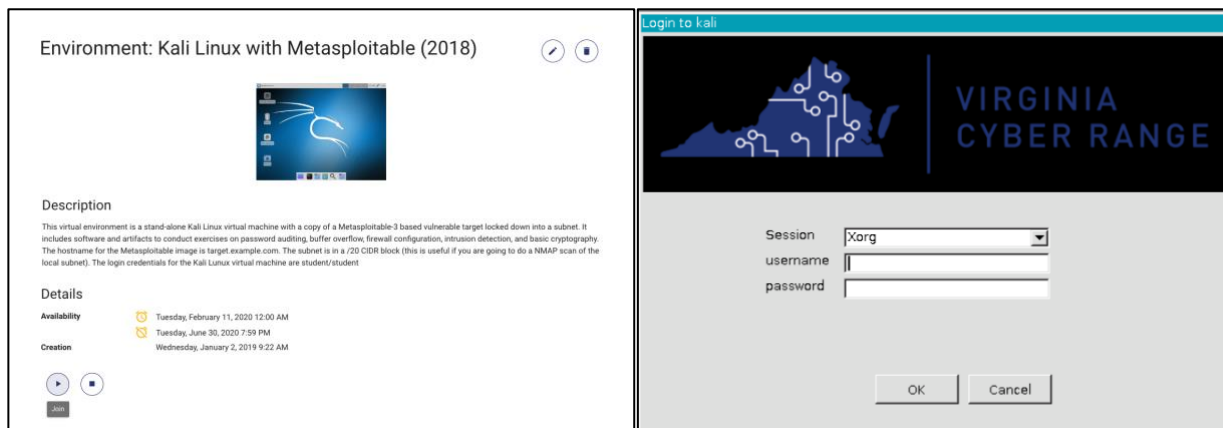 Environment: Kali Linux with Metasploitable (2018)
Description
This virtual environment is a stand-alone Kali Linux virtual machine with a copy of a Metasploitable-3 based vulnerable target locked down into a subnet. It
includes software and artifacts to conduct exercises on password auditing, buffer overflow, firewall configuration, intrusion detection, and basic cryptography.
The hostname for the Metasploitable image is target.example.com. The subnet is in a /20 CIDR block (this is useful if you are going to do a NMAP scan of the
local subnet). The login credentials for the Kali Lunux virtual machine are student/student
Details
Availability Tuesday, February 11, 2020 12:00 AM
Tuesday, June 30, 2020 7:59 PM
Creation Wednesday, January 2, 2019 9:22 AM
Join
Login to kali
VIRGINIA
CYBER RANGE
Session Xorg
username
password
OK Cancel